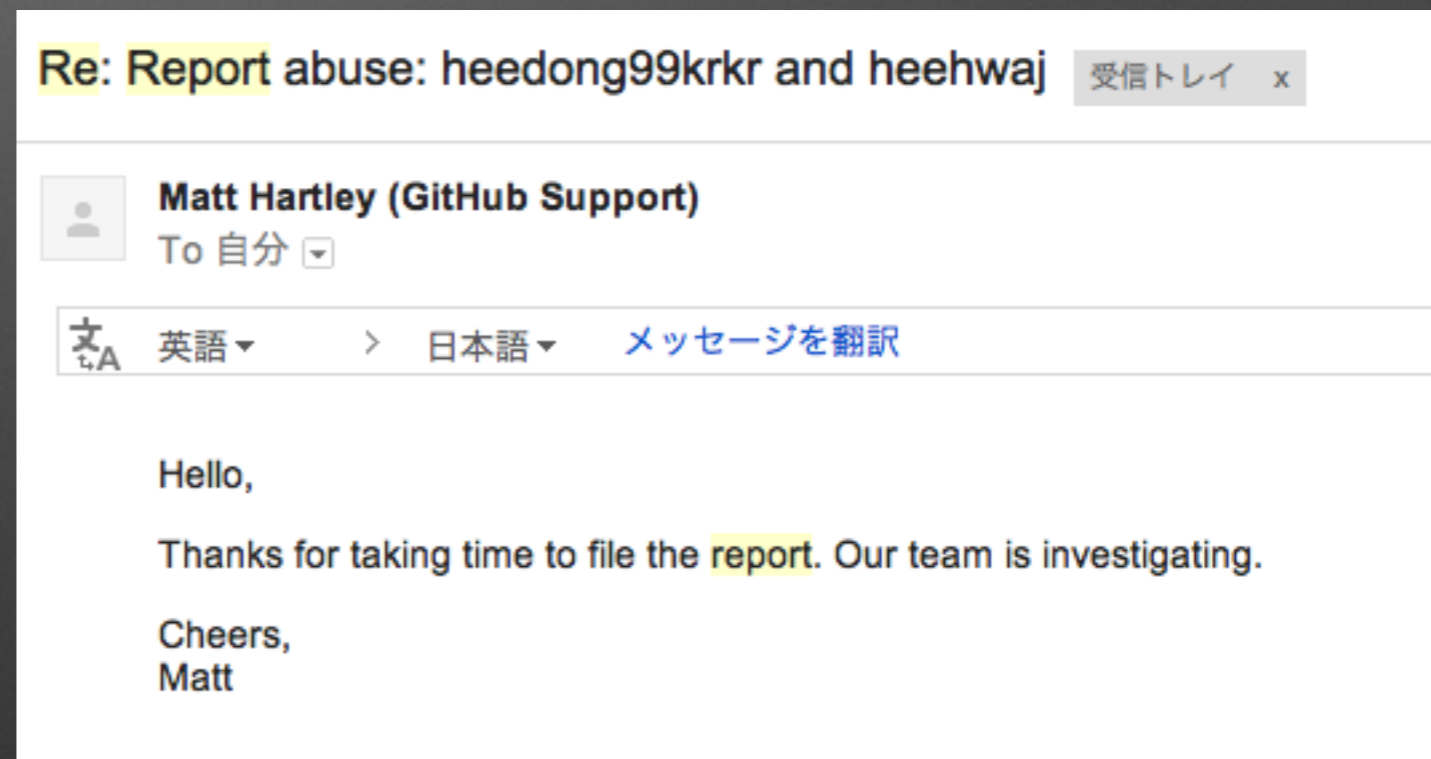 Re: Report abuse: heedong99krkr and heehwaj 受信トレイ x
Matt Hartley (GitHub Support)
To 自分
英語 > 日本語 メッセージを翻訳
Hello,
Thanks for taking time to file the report. Our team is investigating.
Cheers,
Matt